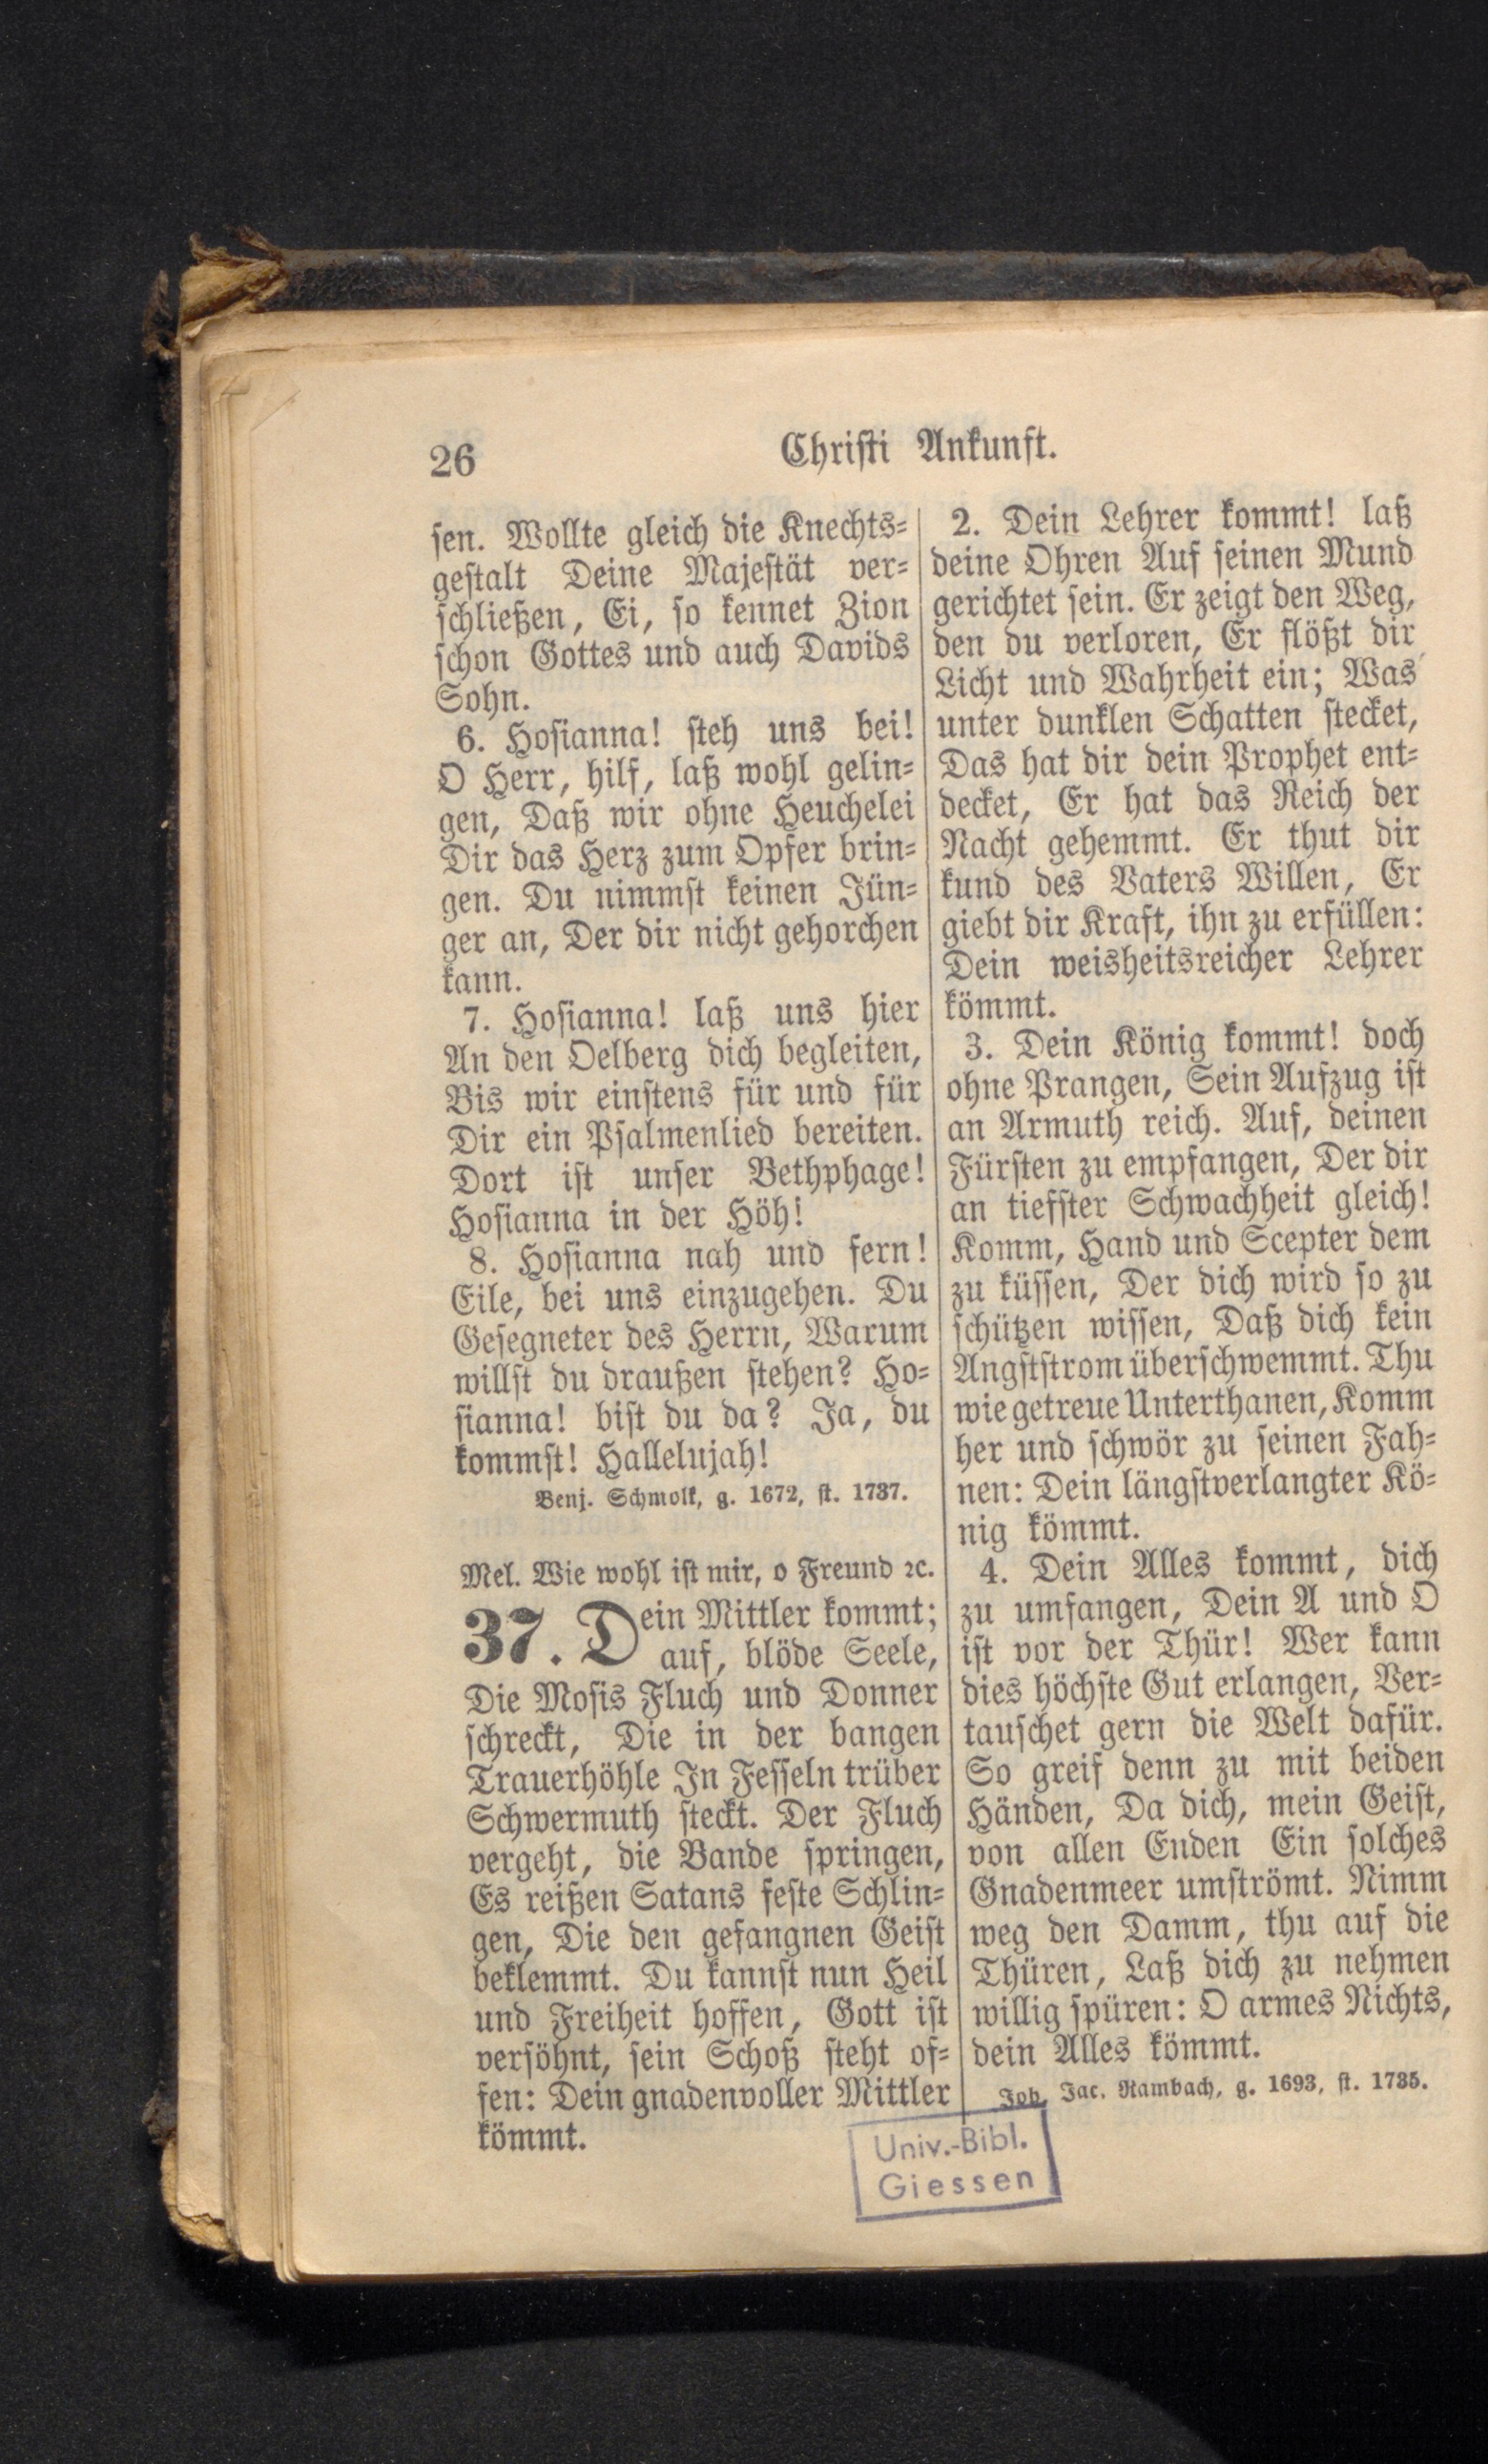 26
Christi Ankunft.
sen. Wollte gleich die Knechts-
gestalt Deine Majestät ver-
schließen, Ei, so kennet Zion
schon Gottes und auch Davids
Sohn.
6. Hosianna! steh uns bei!
O Herr, hilf, laß wohl gelin-
gen, Daß wir ohne Heuchelei
Dir das Herz zum Opfer brin-
gen. Du nimmst keinen Jün-
ger an, Der dir nicht gehorchen
kann.
7. Hosianna! laß uns hier
An den Oelberg dich begleiten,
Bis wir einstens für und für
Dir ein Psalmenlied bereiten.
Dort ist unser Bethphage!
Hosianna in der Höh!
8. Hosianna nah und fern!
Eile, bei uns einzugehen. Du
Gesegneter des Herrn, Warum
willst du draußen stehen? Ho-
sianna! bist du da? Ja, du
kommst! Hallelujah!
Benj. Schmolk, g. 1672, st. 1737.
Mel. Wie wohl ist mir, o Freund ꝛc.
37. Dein Mittler kommt;
auf, blöde Seele,
Die Mosis Fluch und Donner
schreckt, Die in der bangen
Trauerhöhle In Fesseln trüber
Schwermuth steckt. Der Fluch
vergeht, die Bande springen,
Es reißen Satans feste Schlin-
gen, Die den gefangnen Geist
beklemmt. Du kannst nun Heil
und Freiheit hoffen, Gott ist
versöhnt, sein Schoß steht of-
fen: Dein gnadenvoller Mittler
kömmt.
2. Dein Lehrer kommt! laß
deine Ohren Auf seinen Mund
gerichtet sein. Er zeigt den Weg,
den du verloren, Er flößt dir
Licht und Wahrheit ein; Was
unter dunklen Schatten stecket,
Das hat dir dein Prophet ent-
decket, Er hat das Reich der
Nacht gehemmt. Er thut dir
kund des Vaters Willen, Er
giebt dir Kraft, ihn zu erfüllen:
Dein weisheitsreicher Lehrer
kömmt.
3. Dein König kommt! doch
ohne Prangen, Sein Aufzug ist
an Armuth reich. Auf, deinen
Fürsten zu empfangen, Der dir
an tiefster Schwachheit gleich!
Komm, Hand und Scepter dem
zu küssen, Der dich wird so zu
schützen wissen, Daß dich kein
Angststrom überschwemmt. Thu
wie getreue Unterthanen, Komm
her und schwör zu seinen Fah-
nen: Dein längstverlangter Kö-
nig kömmt.
4. Dein Alles kommt, dich
zu umfangen, Dein A und O
ist vor der Thür! Wer kann
dies höchste Gut erlangen, Ver-
tauschet gern die Welt dafür.
So greif denn zu mit beiden
Händen, Da dich, mein Geist,
von allen Enden Ein solches
Gnadenmeer umströmt. Nimm
weg den Damm, thu auf die
Thüren, Laß dich zu nehmen
willig spüren: O armes Nichts,
dein Alles kömmt.
Joh. Jac. Rambach, g. 1693, st. 1735.
Univ.-Bibl.
Giessen